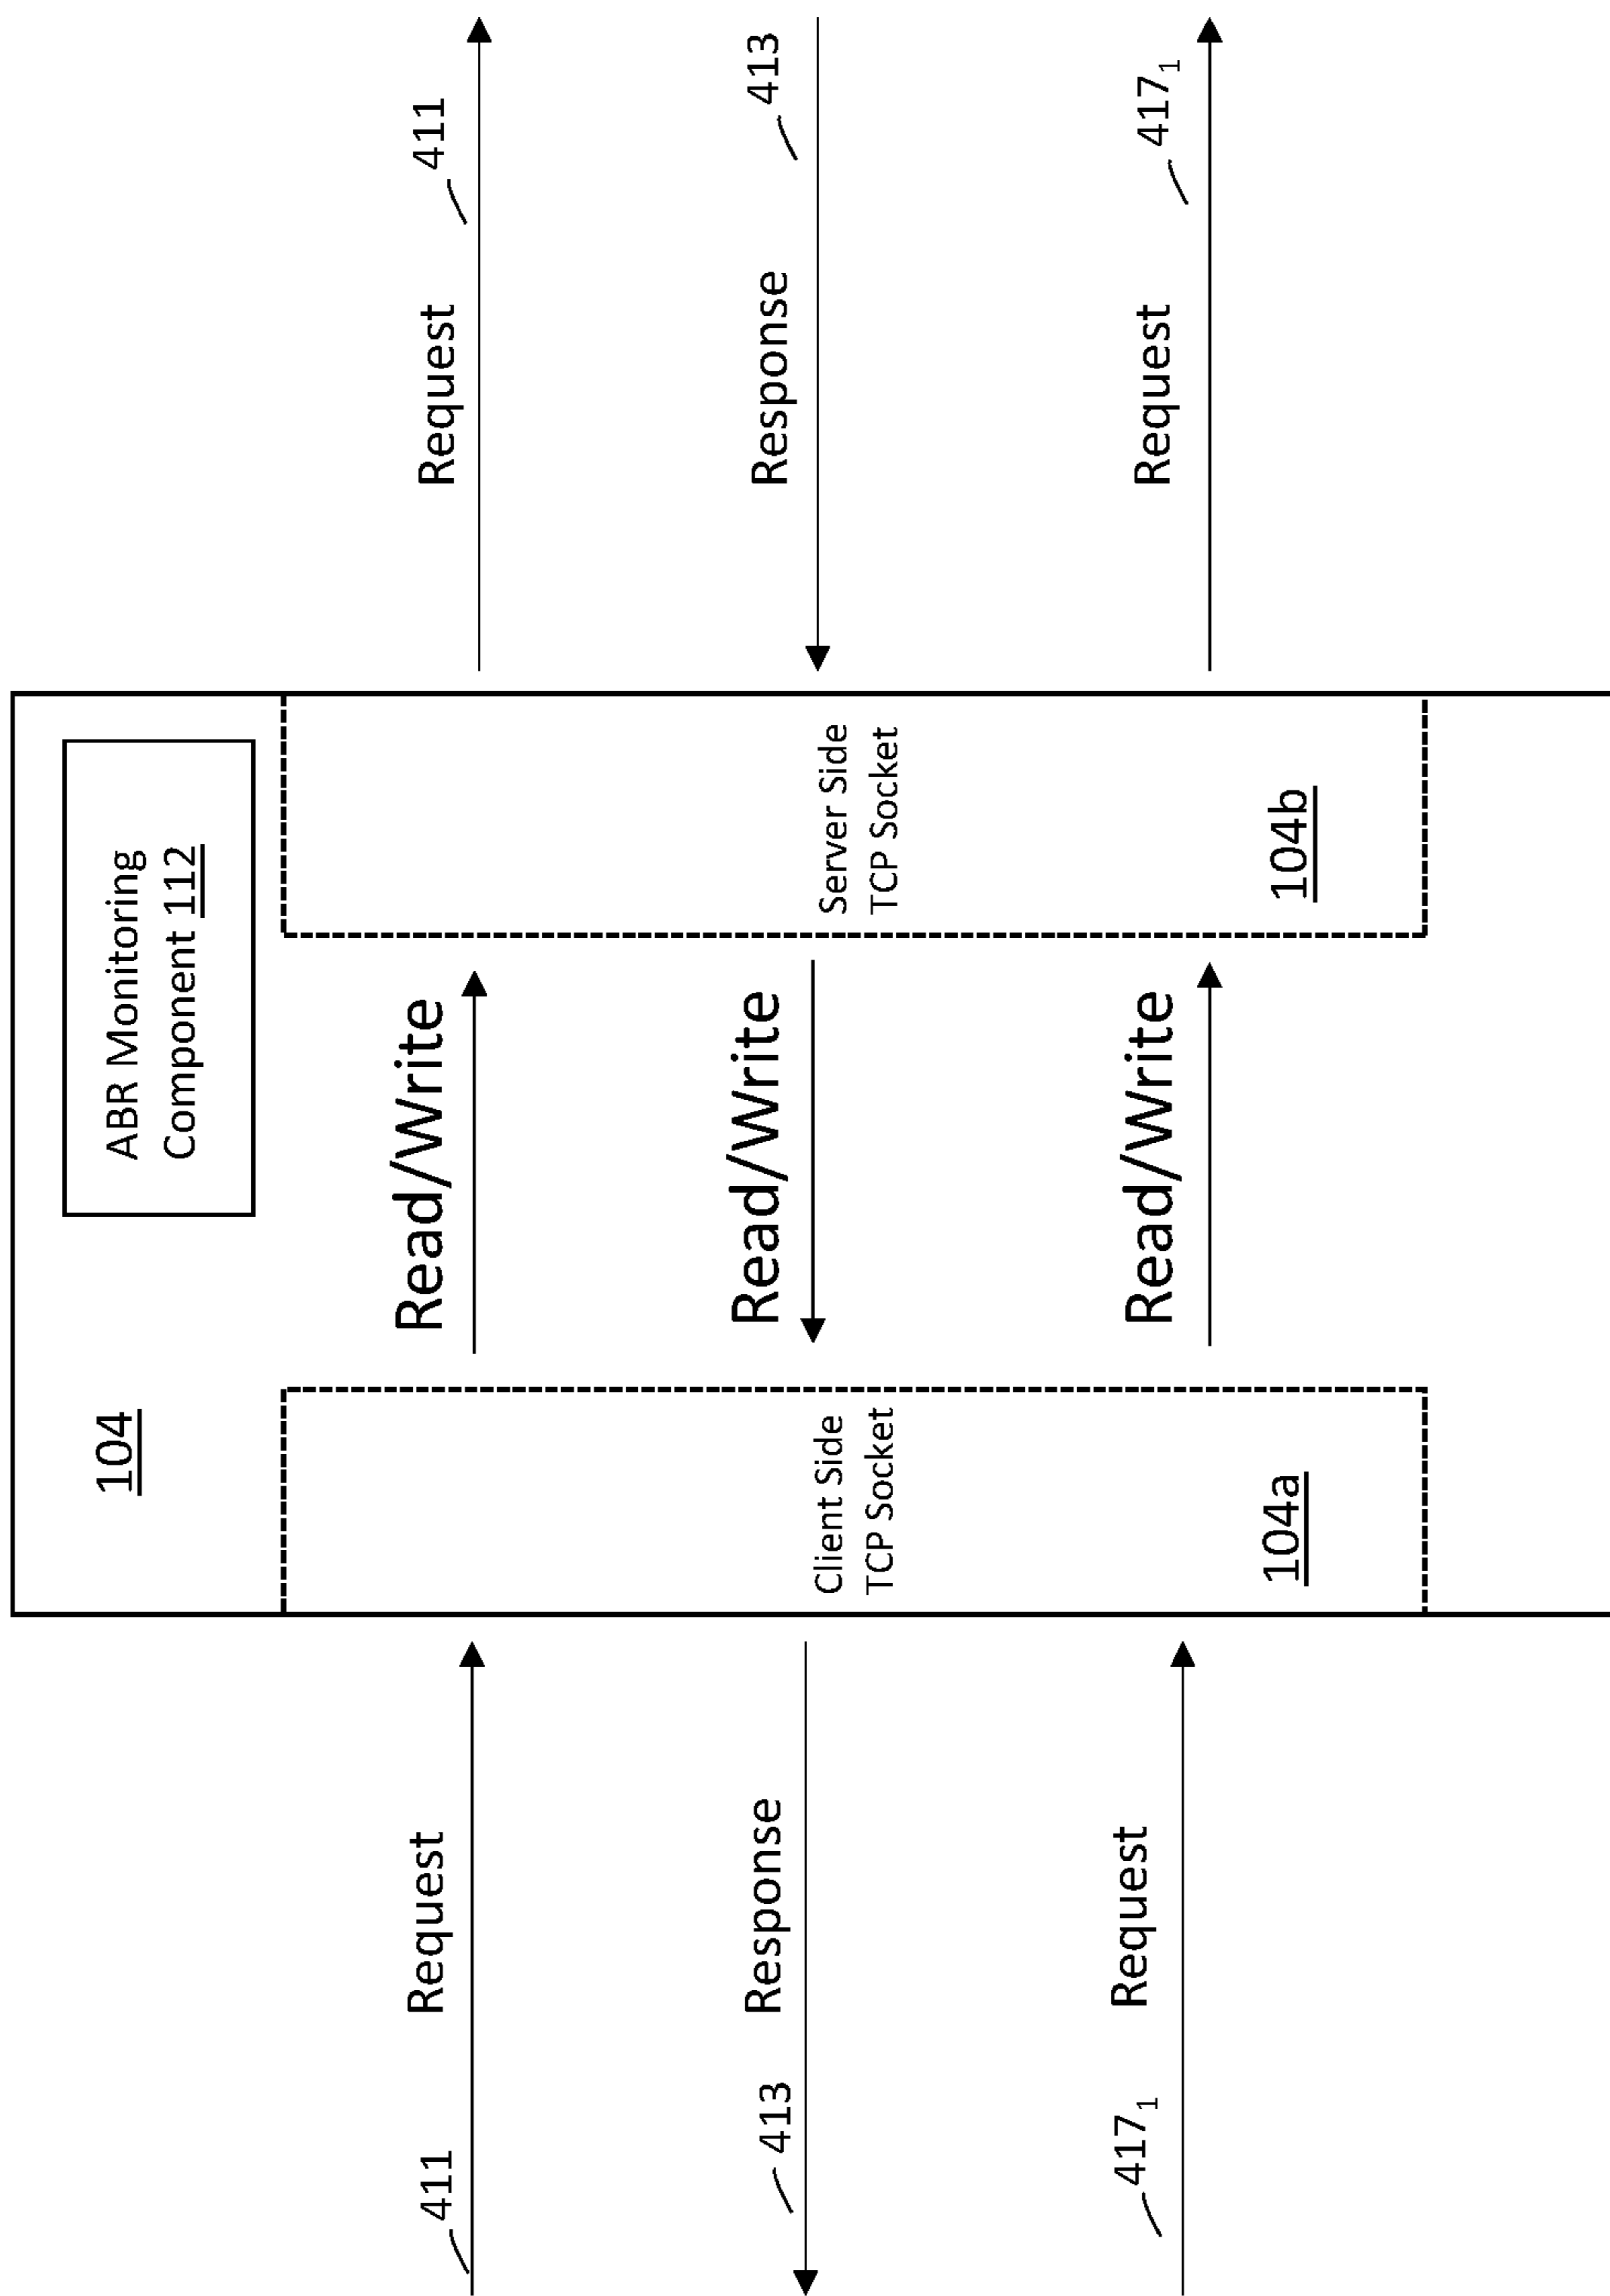 104
ABR Monitoring
Component 112
411
Request
Read/Write
Request
411
413
Response
Read/Write
Response
413
Client Side
TCP Socket
Server Side
TCP Socket
417₁
Request
Read/Write
Request
417₁
104a
104b